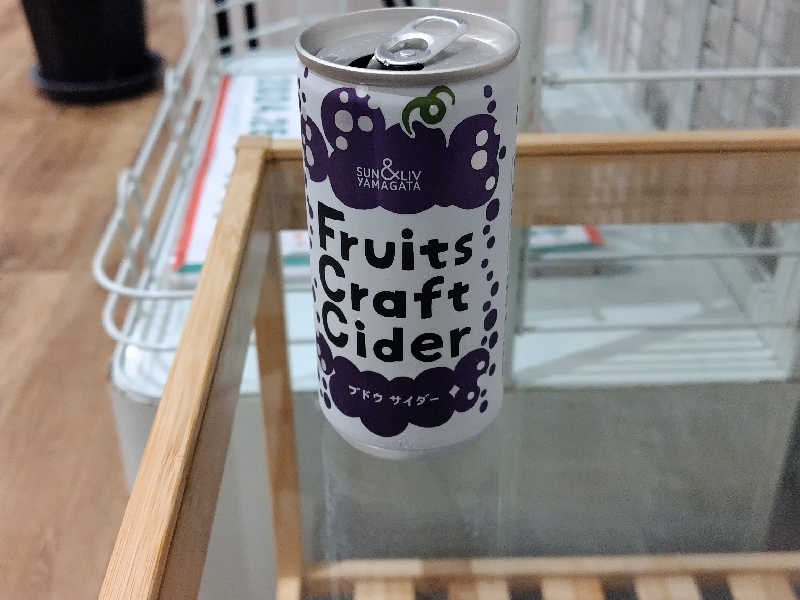 SUN&LIV
YAMAGATA
Fruits
Craft
Cider
ブドウ サイダー